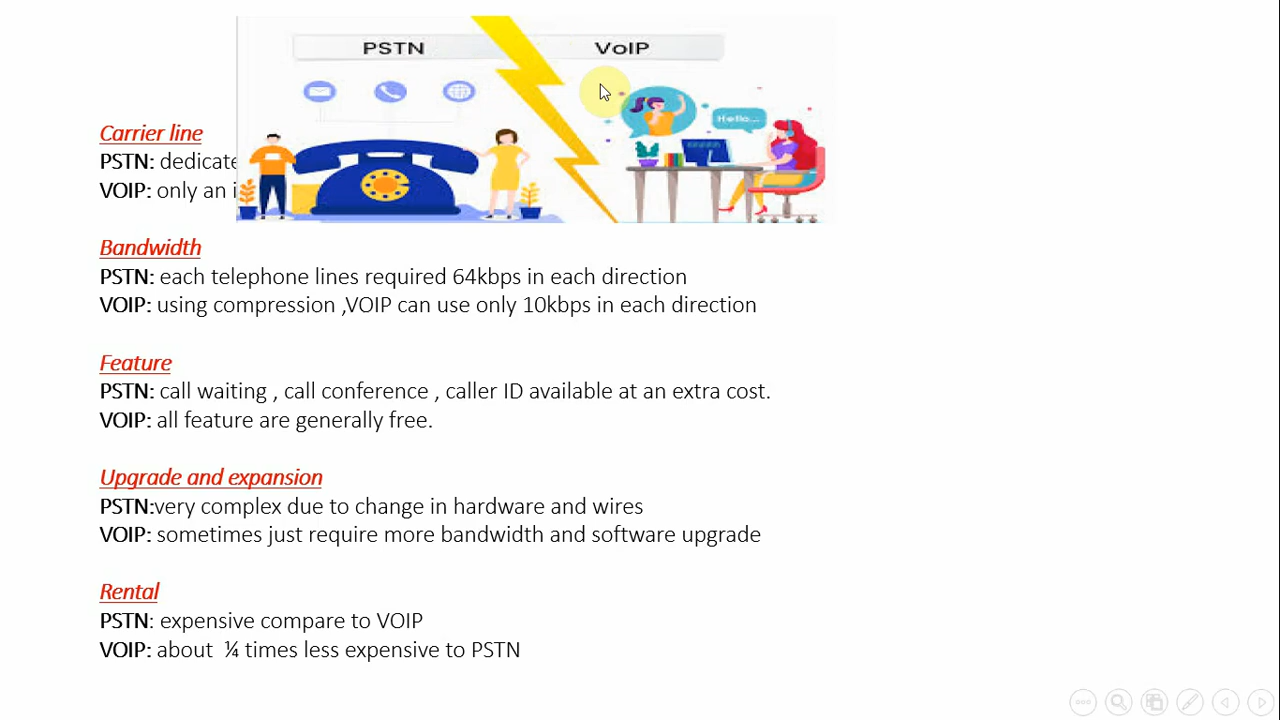 PSTN VoIP
Hello...
Carrier line
PSTN:
VOIP: only an
Bandwidth
PSTN: each telephone lines required 64kbps in each direction
VOIP: using compression ,VOIP can use only 10kbps in each direction
Feature
PSTN: call waiting , call conference , caller ID available at an extra cost.
VOIP: all feature are generally free.
Upgrade and expansion
PSTN:very complex due to change in hardware and wires
VOIP: sometimes just require more bandwidth and software upgrade
Rental
PSTN: expensive compare to VOIP
VOIP: about ¼ times less expensive to PSTN